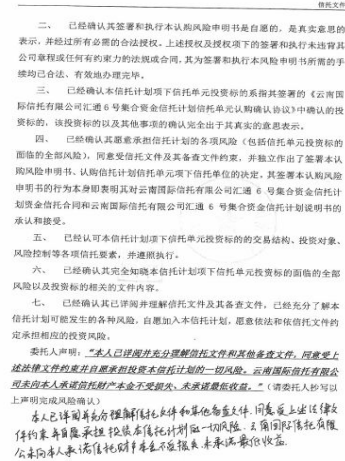 信托文件
二、 已经确认其签署和执行本认购风险申明书是自愿的，是真实意思的
表示，并经过所有必需的合法授权。上述授权及授权项下的签署和执行未违背其
公司章程或任何有约束力的法规或合同，其为签署和执行本风险申明书所需的手
续均已合法、有效地办理完毕。
三、 已经确认本信托计划项下信托单元投资标的系指其签署的《云南国
际信托有限公司汇通 6 号集合资金信托计划信托单元认购确认协议》中确认的投
资标的，该投资标的以及其他事项的确认完全出于其真实的意思表示。
四、 已经确认其愿意承担信托计划的各项风险（包括信托单元投资标的
面临的全部风险），同意受信托文件及其备查文件约束，并独立作出了签署本认
购风险申明书、认购信托计划信托单元项下信托单位的决定，其签署本认购风险
申明书的行为本身即表明其对云南国际信托有限公司汇通 6 号集合资金信托计
划资金信托合同和云南国际信托有限公司汇通 6 号集合资金信托计划说明书的
承认和接受。
五、 已经认可本信托计划项下信托单元投资标的的交易结构、投资对象、
风险控制等各项信托要素，并遵照执行。
六、 已经确认其完全知晓本信托计划项下信托单元投资标的面临的全部
风险以及投资标的相关的文件内容。
七、 已经确认其已详阅并理解信托文件及其备查文件，已经充分了解本
信托计划可能发生的各种风险，自愿加入本信托计划，愿意依法和依信托文件约
定承担相应的投资风险。
委托人声明：“本人已详阅并充分理解信托文件和其他备查文件，同意受上
述法律文件约束并自愿承担投资本信托计划的一切风险。云南国际信托有限公司
未向本人承诺信托财产本金不受损失、未承诺最低收益。”（请委托人抄写以
上声明完成风险确认）
本人已详阅并充分理解信托文件和其他备查文件，同意受上述法律文
件约束并自愿承担投资本信托计划的一切风险。云南国际信托有限
公司未向本人承诺信托财产本金不受损失、未承诺最低收益